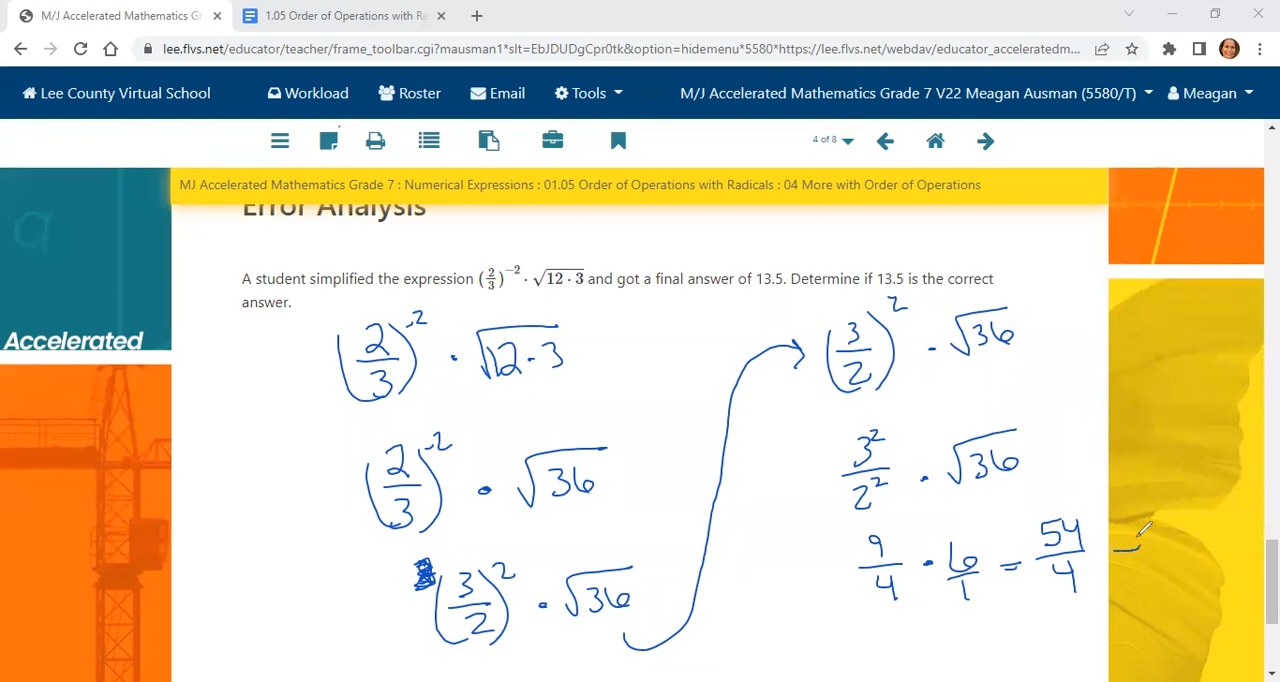 M/J Accelerated Mathematics Gr
1.05 Order of Operations with Ra
lee.flvs.net/educator/teacher/frame_toolbar.cgi?mausman1*slt=EbJDUDgCpr0tk&option=hidemenu*5580*https://lee.flvs.net/webdav/educator_acceleratedm...
Lee County Virtual School Workload Roster Email Tools M/J Accelerated Mathematics Grade 7 V22 Meagan Ausman (5580/T) Meagan
4 of 8
MJ Accelerated Mathematics Grade 7 : Numerical Expressions : 01.05 Order of Operations with Radicals : 04 More with Order of Operations
Error Analysis
A student simplified the expression (2/3)^−2 · √12 · 3 and got a final answer of 13.5. Determine if 13.5 is the correct
answer.
Accelerated
(2/3)^-2 · √12 · 3
(2/3)^-2 · √36
(3/2)^2 · √36
(3/2)^2 · √36
3^2/2^2 · √36
9/4 · 6/1 = 54/4